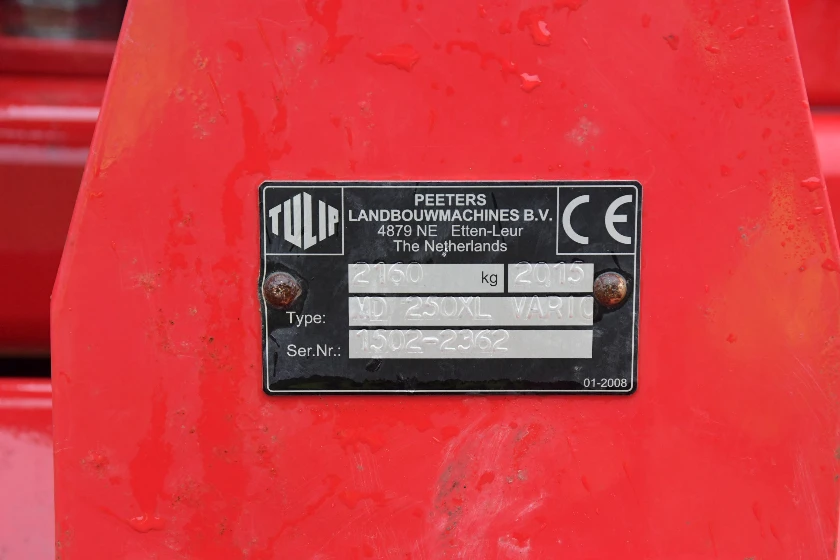 TULIP
PEETERS
LANDBOUWMACHINES B.V.
4879 NE Etten-Leur
The Netherlands
CE
2160 kg 2015
Type: MD 250XL VARIO
Ser.Nr.: 1502-2362
01-2008